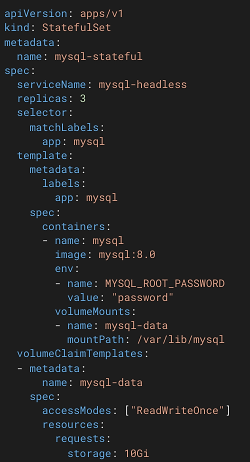 apiVersion: apps/v1
kind: StatefulSet
metadata:
  name: mysql-stateful
spec:
  serviceName: mysql-headless
  replicas: 3
  selector:
    matchLabels:
      app: mysql
  template:
    metadata:
      labels:
        app: mysql
    spec:
      containers:
      - name: mysql
        image: mysql:8.0
        env:
        - name: MYSQL_ROOT_PASSWORD
          value: "password"
        volumeMounts:
        - name: mysql-data
          mountPath: /var/lib/mysql
  volumeClaimTemplates:
  - metadata:
      name: mysql-data
    spec:
      accessModes: ["ReadWriteOnce"]
      resources:
        requests:
          storage: 10Gi